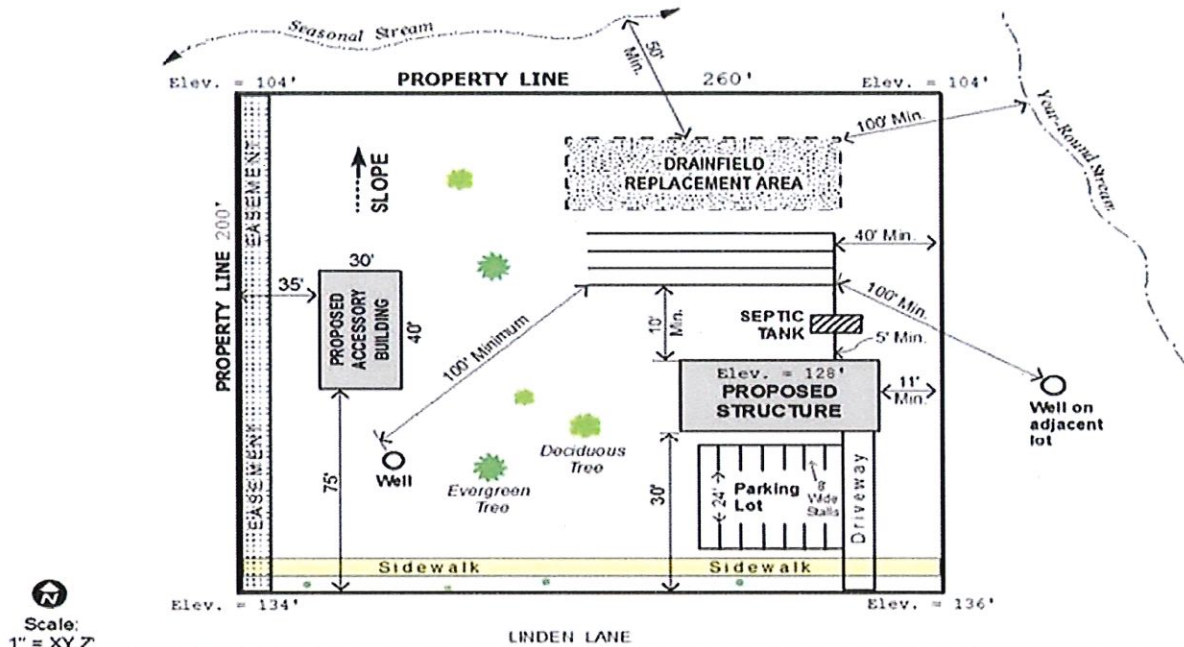 Seasonal Stream
50'
Min.
Elev. = 104'
PROPERTY LINE
260'
Elev. = 104'
100' Min.
Year-Round Stream
EASEMENT
SLOPE
DRAINFIELD
REPLACEMENT AREA
PROPERTY LINE 200'
40' Min.
30'
35'
PROPOSED
ACCESSORY
BUILDING
40'
100' Minimum
10'
Min.
SEPTIC
TANK
100' Min.
5' Min.
Elev. = 128'
PROPOSED
STRUCTURE
11'
Min.
Well on
adjacent
lot
Deciduous
Tree
Well
Evergreen
Tree
75'
EASEMENT
30'
24'
Parking
Lot
8'
Wide
Stalls
Driveway
Sidewalk
Sidewalk
Elev. = 134'
Elev. = 136'
N
Scale:
1" = XY Z'
LINDEN LANE